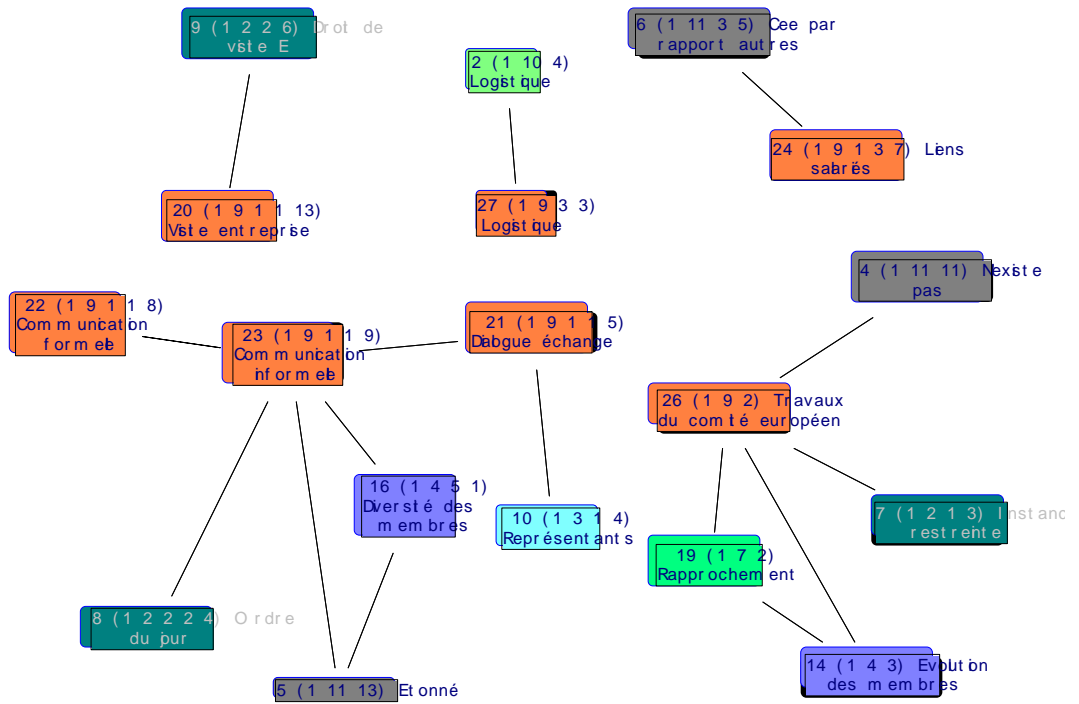 9 (1 2 2 6) Drot de
viste E
6 (1 11 3 5) Cee par
rapport autres
2 (1 10 4)
Logistique
24 (1 9 1 3 7) Liens
salariés
20 (1 9 1 1 13)
Viste entreprise
27 (1 9 3 3)
Logistique
4 (1 11 11) Nexiste
pas
22 (1 9 1 1 8)
Communication
formelle
23 (1 9 1 1 9)
Communication
informelle
21 (1 9 1 1 5)
Dialogue échange
26 (1 9 2) Travaux
du comité européen
16 (1 4 5 1)
Diversité des
membres
10 (1 3 1 4)
Représentants
7 (1 2 1 3) Instanc
restreinte
19 (1 7 2)
Rapprochement
8 (1 2 2 2 4) Ordre
du jour
14 (1 4 3) Evolution
des membres
5 (1 11 13) Etonné